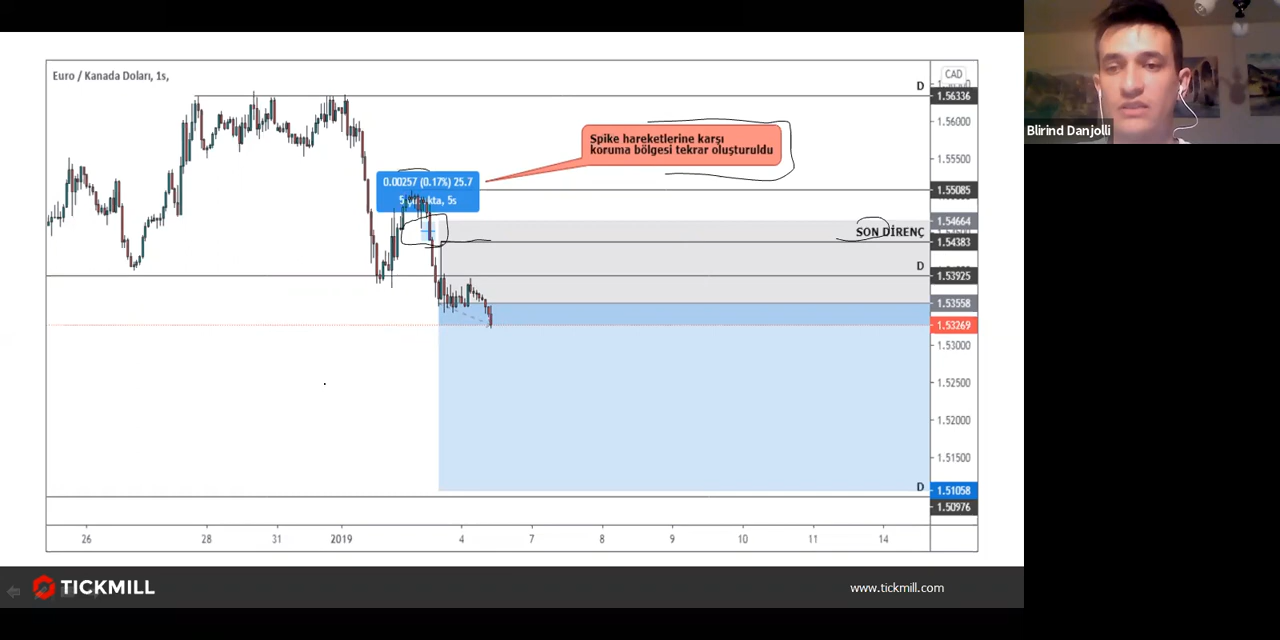 Euro / Kanada Doları, 1s,
CAD
D
1.56336
1.56000
Spike hareketlerine karşı
koruma bölgesi tekrar oluşturuldu
1.55500
0.00257 (0.17%) 25.7
1.55085
1.54664
SON DİRENÇ
1.54383
D
1.53925
1.53558
1.53269
1.53000
1.52500
1.52000
1.51500
D
1.51058
1.50976
26
28
31
2019
4
7
8
9
10
11
14
TICKMILL
www.tickmill.com
Blirind Danjolli